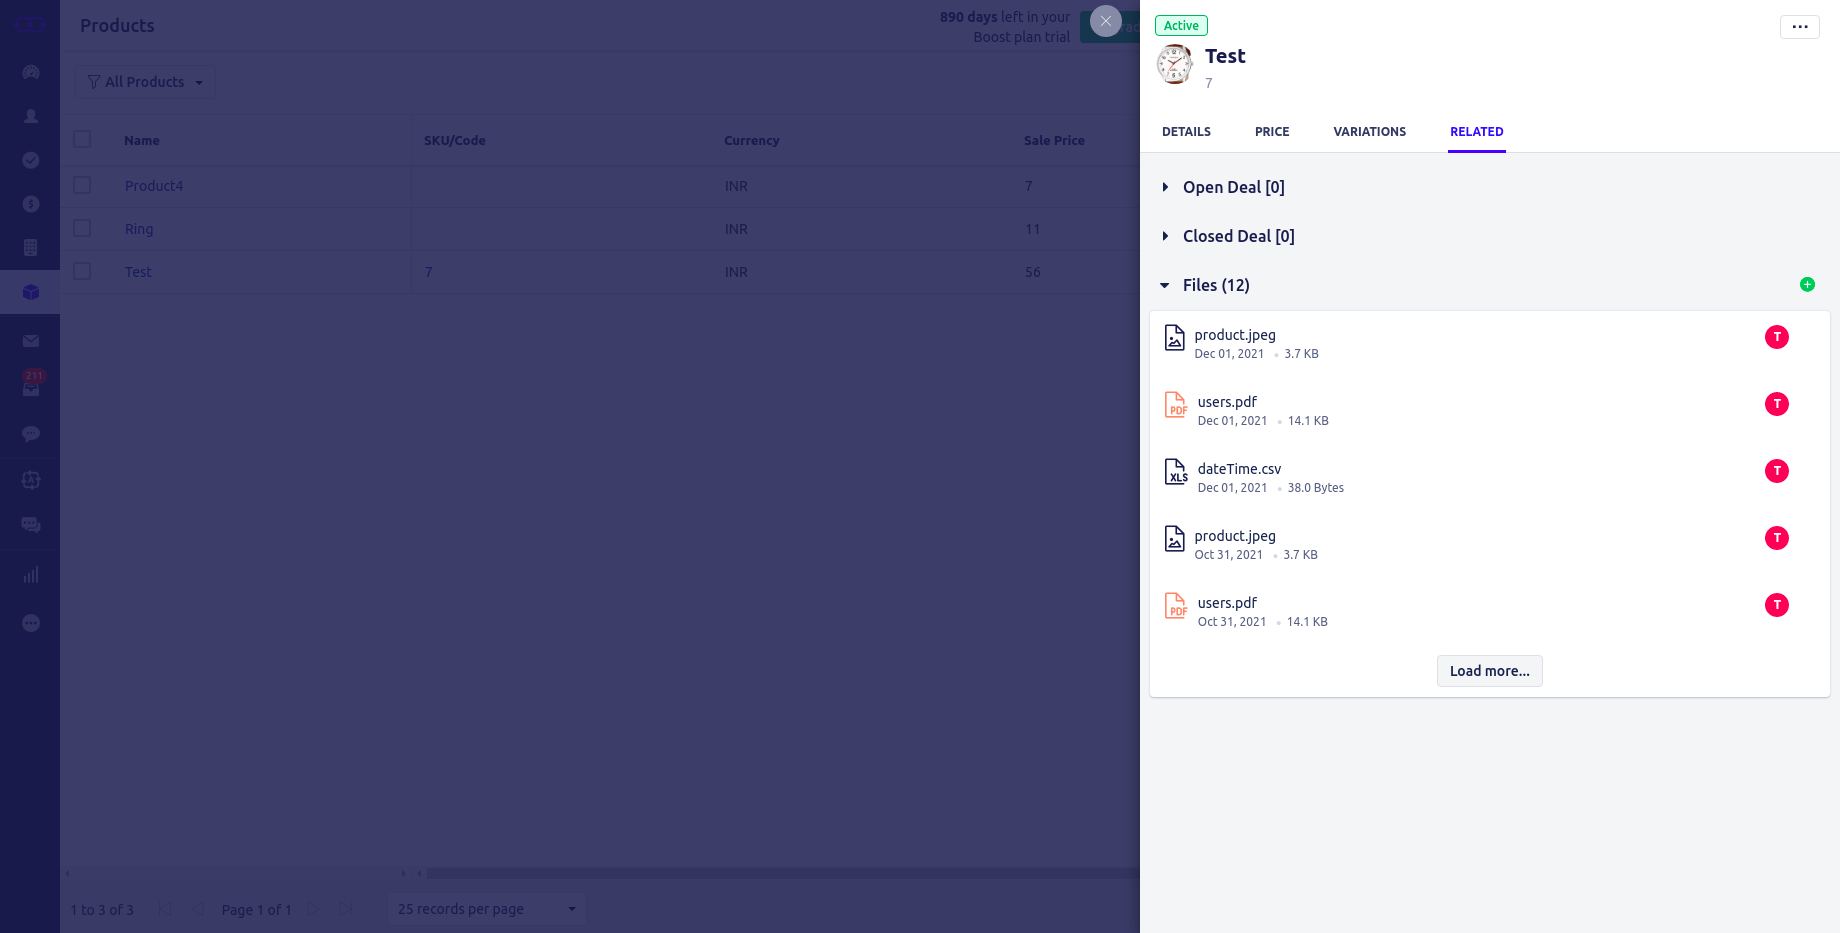 Products
890 days left in your
Boost plan trial
All Products
Name SKU/Code Currency Sale Price
Product4 INR 7
Ring INR 11
Test 7 INR 56
211
1 to 3 of 3 Page 1 of 1 25 records per page
Active
Test
7
DETAILS PRICE VARIATIONS RELATED
Open Deal [0]
Closed Deal [0]
Files (12)
product.jpeg
Dec 01, 2021 • 3.7 KB
T
users.pdf
Dec 01, 2021 • 14.1 KB
PDF
T
dateTime.csv
Dec 01, 2021 • 38.0 Bytes
XLS
T
product.jpeg
Oct 31, 2021 • 3.7 KB
T
users.pdf
Oct 31, 2021 • 14.1 KB
PDF
T
Load more...